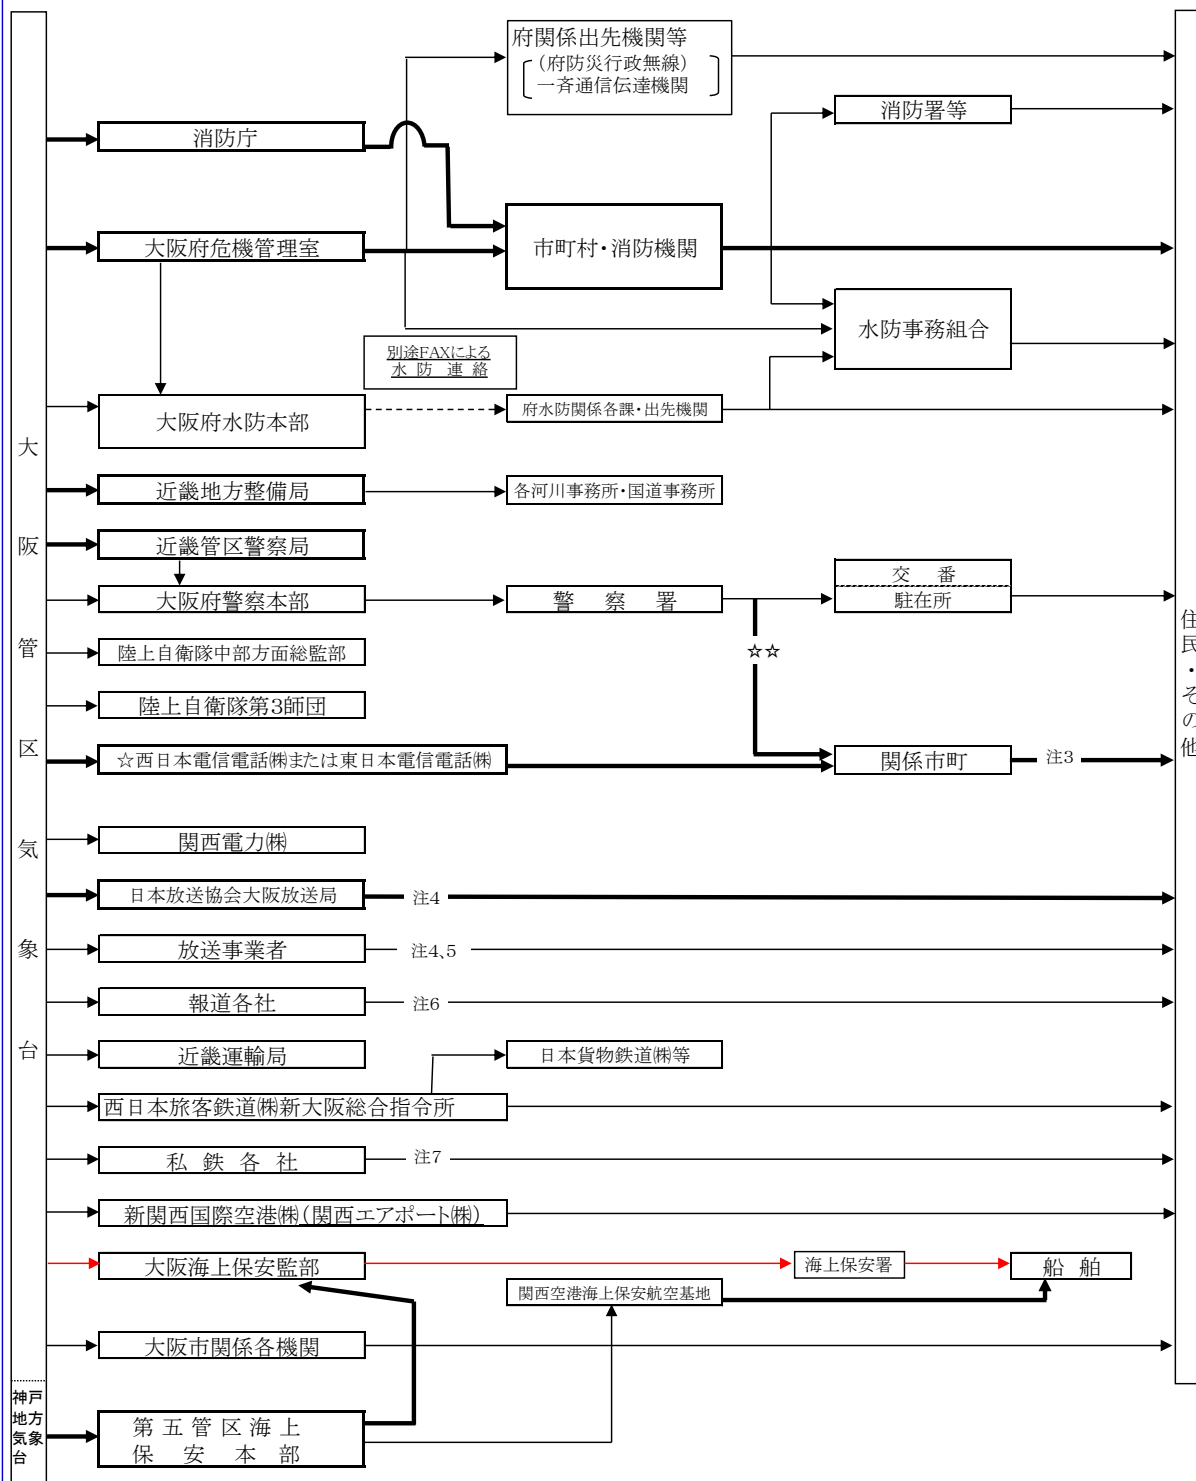 府関係出先機関等
(府防災行政無線)
一斉通信伝達機関
消防署等
消防庁
大阪府危機管理室
市町村・消防機関
水防事務組合
別途FAXによる
水 防 連 絡
大阪府水防本部
府水防関係各課・出先機関
近畿地方整備局
各河川事務所・国道事務所
近畿管区警察局
大阪府警察本部
警 察 署
交 番
駐在所
陸上自衛隊中部方面総監部
☆☆
陸上自衛隊第3師団
☆西日本電信電話㈱または東日本電信電話㈱
関係市町
注3
関西電力㈱
日本放送協会大阪放送局
注4
放送事業者
注4、5
報道各社
注6
近畿運輸局
日本貨物鉄道㈱等
西日本旅客鉄道㈱新大阪総合指令所
私 鉄 各 社
注7
新関西国際空港㈱(関西エアポート㈱)
大阪海上保安監部
海上保安署
船 舶
関西空港海上保安航空基地
大阪市関係各機関
第 五 管 区 海 上
保 安 本 部
大阪管区気象台
神戸
地方
気象
台
住民・その他